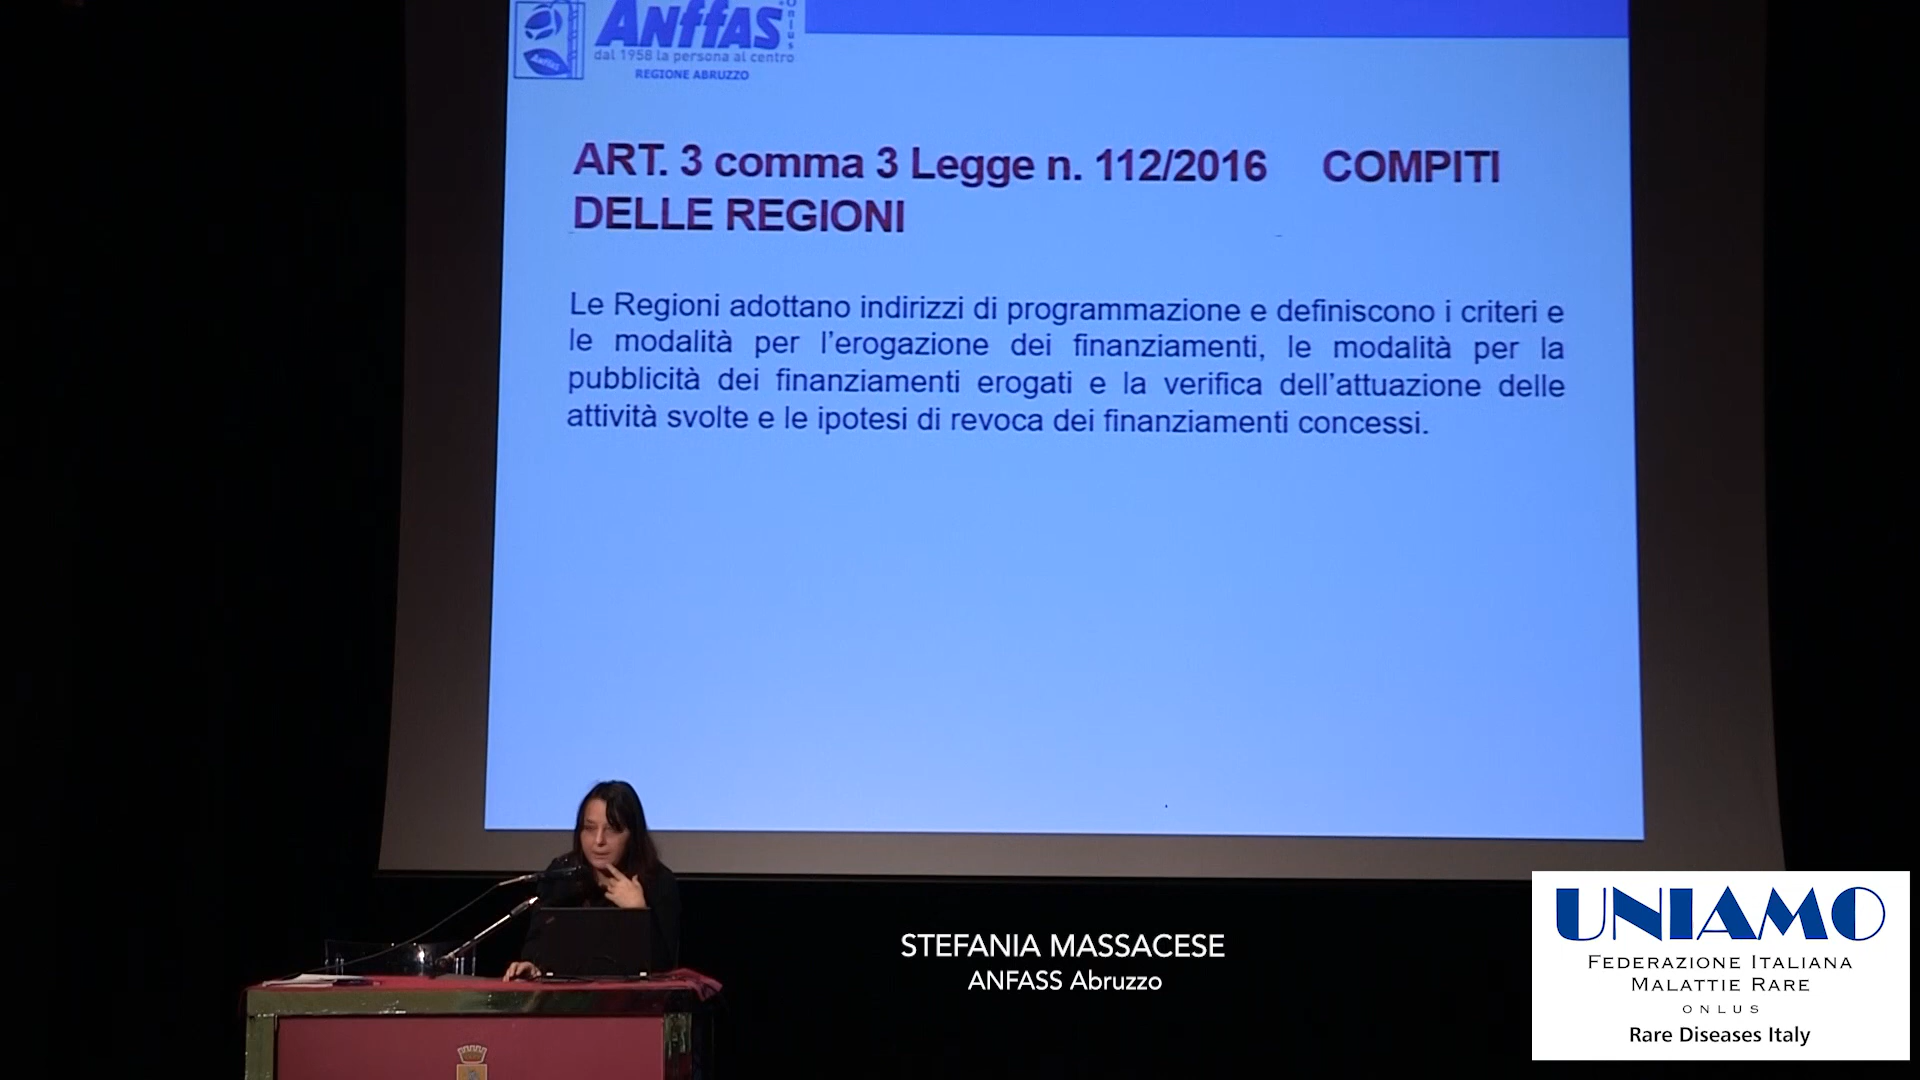 Anffas
Onlus
dal 1958 la persona al centro
REGIONE ABRUZZO
ART. 3 comma 3 Legge n. 112/2016 COMPITI
DELLE REGIONI
Le Regioni adottano indirizzi di programmazione e definiscono i criteri e
le modalità per l'erogazione dei finanziamenti, le modalità per la
pubblicità dei finanziamenti erogati e la verifica dell'attuazione delle
attività svolte e le ipotesi di revoca dei finanziamenti concessi.
STEFANIA MASSACESE
ANFASS Abruzzo
UNIAMO
FEDERAZIONE ITALIANA
MALATTIE RARE
ONLUS
Rare Diseases Italy